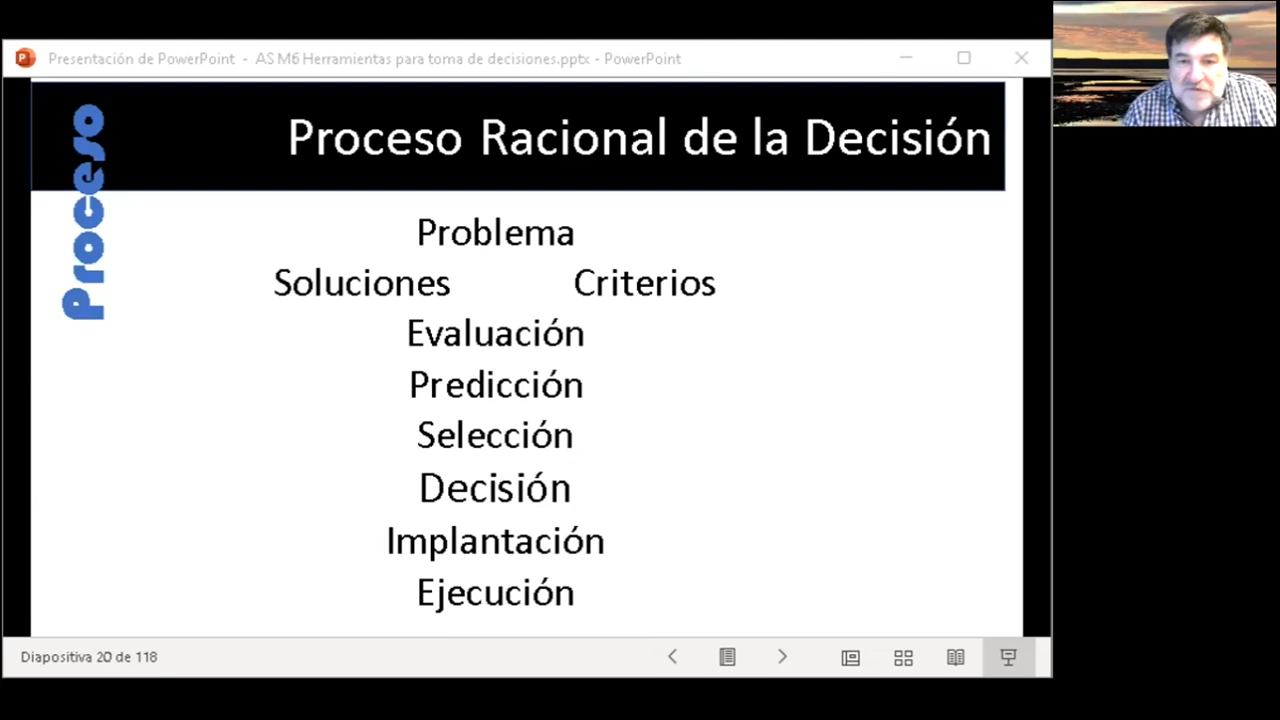 Presentación de PowerPoint - AS M6 Herramientas para toma de decisiones.pptx - PowerPoint
Proceso Racional de la Decisión
Proceso
Problema
Soluciones Criterios
Evaluación
Predicción
Selección
Decisión
Implantación
Ejecución
Diapositiva 20 de 118